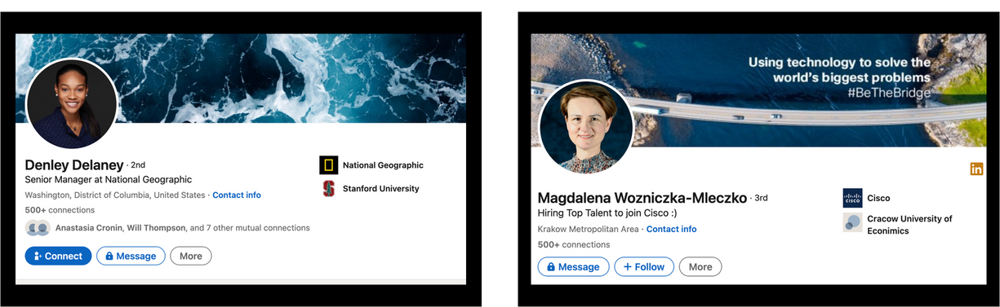 Denley Delaney · 2nd
Senior Manager at National Geographic
Washington, District of Columbia, United States · Contact info
500+ connections
Anastasia Cronin, Will Thompson, and 7 other mutual connections
Connect
Message
More
National Geographic
Stanford University
Using technology to solve the
world's biggest problems
#BeTheBridge
in
Magdalena Wozniczka-Mleczko · 3rd
Hiring Top Talent to join Cisco :)
Krakow Metropolitan Area · Contact info
500+ connections
Message
+ Follow
More
CISCO
Cisco
Cracow University of
Econimics